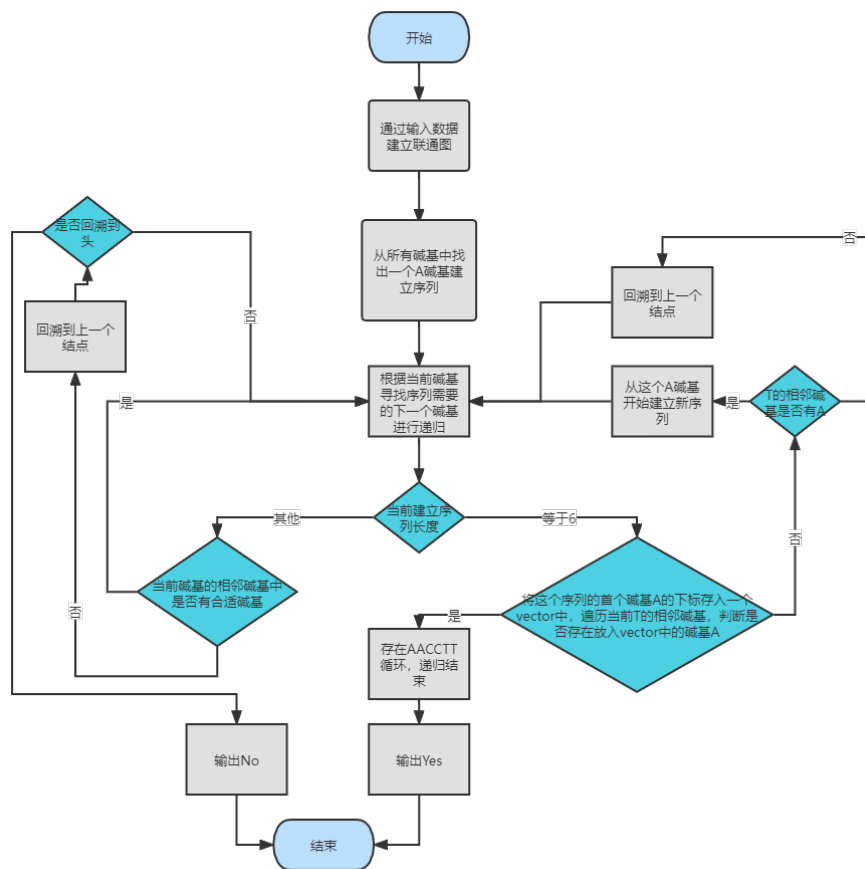 开始
通过输入数据
建立联通图
从所有碱基中找
出一个A碱基建
立序列
是否回溯到
头
否
回溯到上一个
结点
否
回溯到上一个
结点
根据当前碱基
寻找序列需要
的下一个碱基
进行递归
从这个A碱基
开始建立新序
列
是
T的相邻碱
基是否有A
是
当前建立序
列长度
其他
等于6
否
当前碱基的相邻碱基中
是否有合适碱基
否
将这个序列的首个碱基A的下标存入一个
vector中，遍历当前T的相邻碱基，判断是
否存在放入vector中的碱基A
是
存在AACCTT
循环，递归结
束
输出No
输出Yes
结束